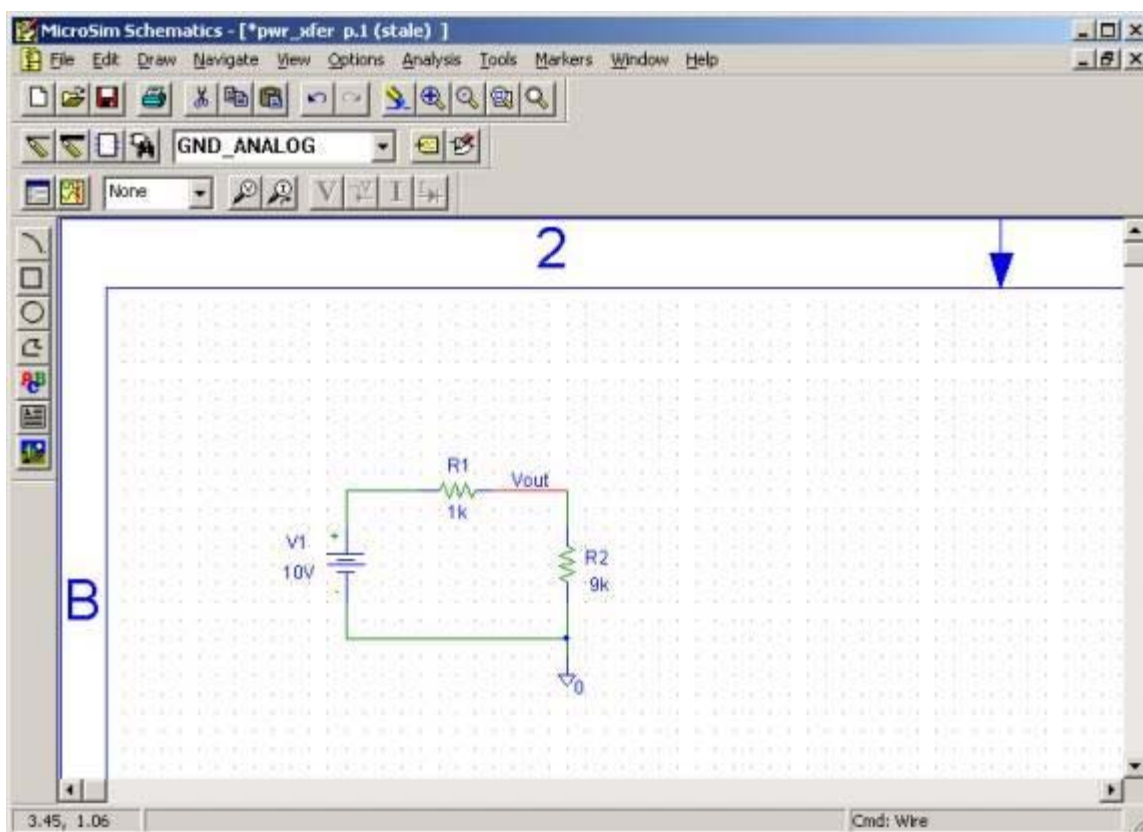 MicroSim Schematics - [*pwr_xfer p.1 (stale) ]
File Edit Draw Navigate View Options Analysis Tools Markers Window Help
GND_ANALOG
None V I
2
R1 Vout
1k
V1 +
10V -
R2
9k
B
0
3.45, 1.06 Cmd: Wire